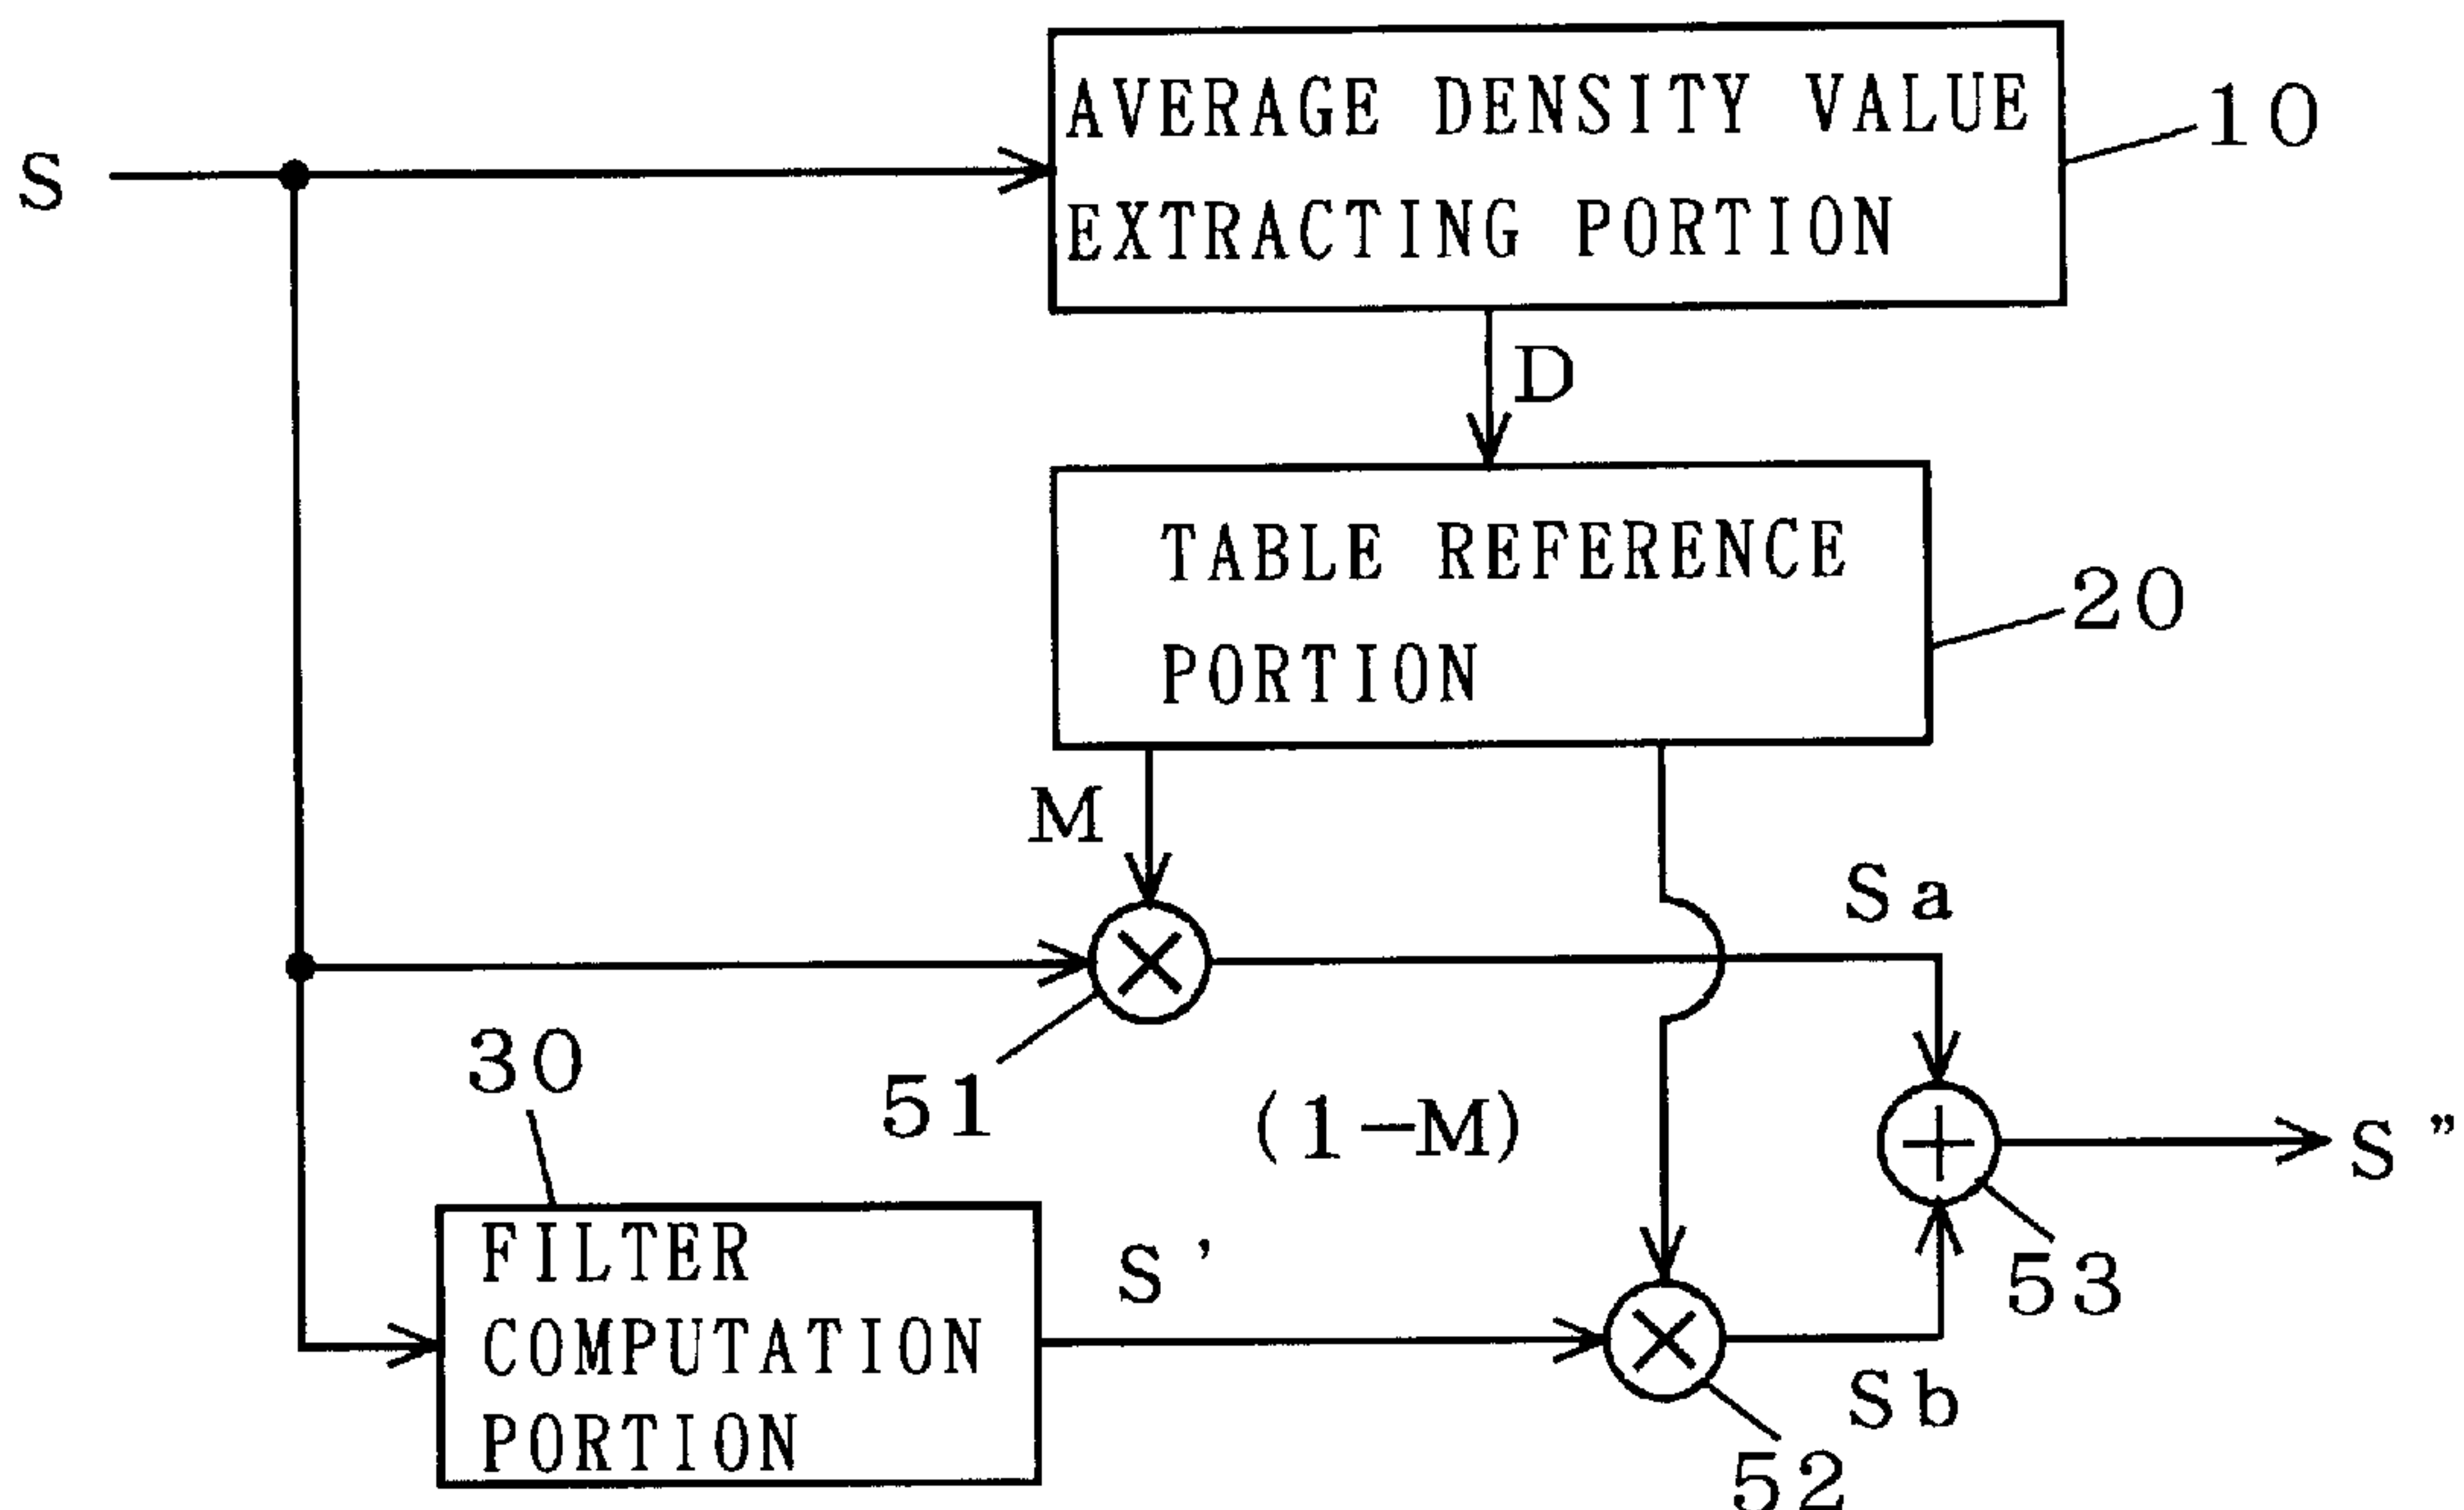 AVERAGE DENSITY VALUE
EXTRACTING PORTION
10
S
D
TABLE REFERENCE
PORTION
20
M
Sa
30
51
(1-M)
S"
FILTER
COMPUTATION
PORTION
S'
53
Sb
52